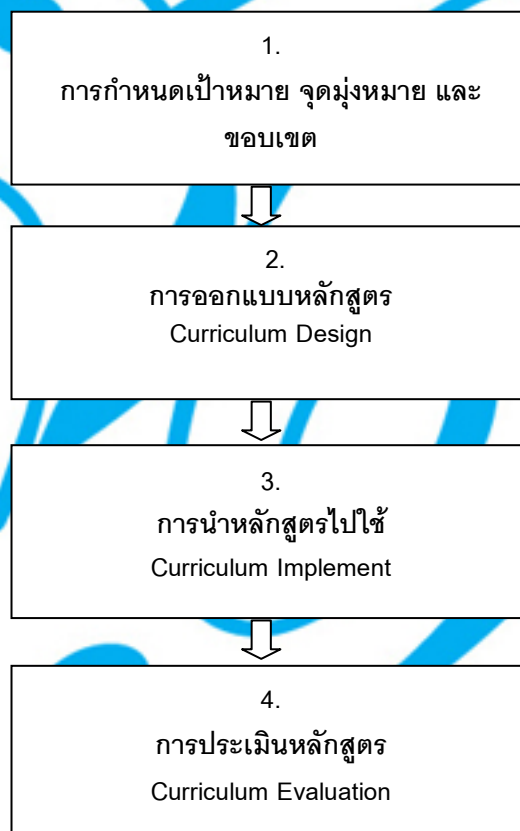 1.
การกำหนดเป้าหมาย จุดมุ่งหมาย และ
ขอบเขต
2.
การออกแบบหลักสูตร
Curriculum Design
3.
การนำหลักสูตรไปใช้
Curriculum Implement
4.
การประเมินหลักสูตร
Curriculum Evaluation